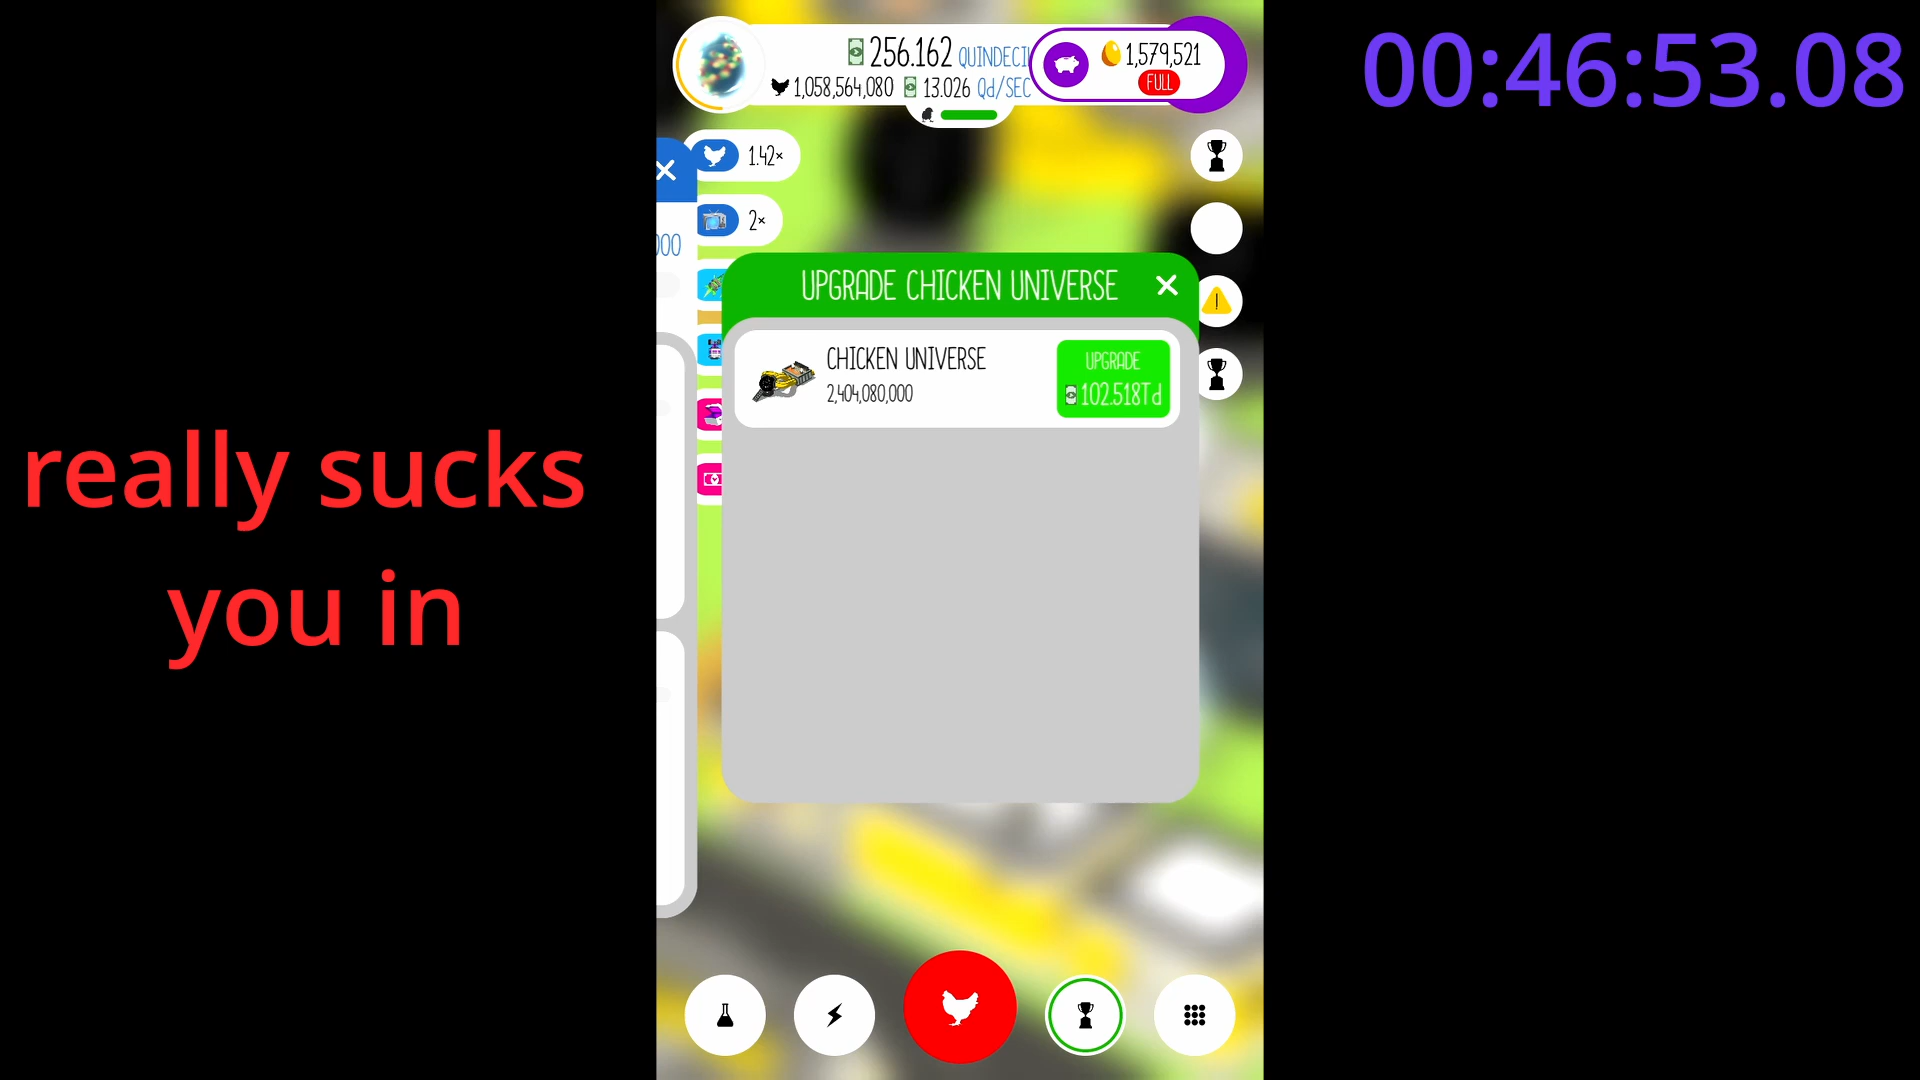 256.162 QUINDECI
1,579,521
FULL
1,058,564,080 13.026 Qd/SEC
00:46:53.08
1.42×
2×
000
UPGRADE CHICKEN UNIVERSE
CHICKEN UNIVERSE
2,404,080,000
UPGRADE
102.518Td
really sucks
you in